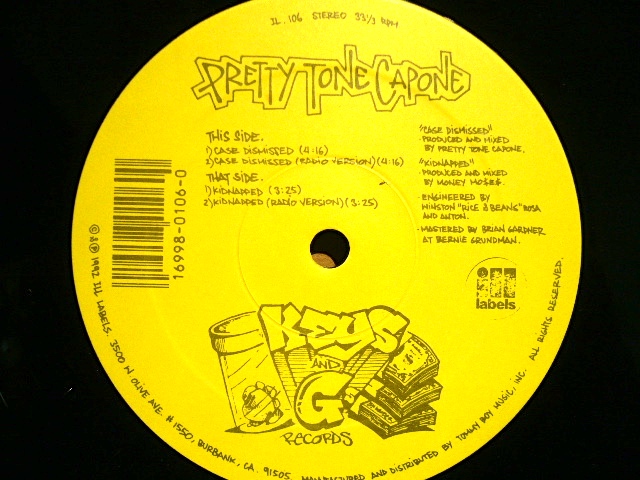 IL. 106 STEREO 33⅓ RPM
PRETTY TONE CAPONE
THIS SIDE.
1) CASE DISMISSED (4:16)
2) CASE DISMISSED (RADIO VERSION) (4:16)
THAT SIDE.
1) KIDNAPPED (3:25)
2) KIDNAPPED (RADIO VERSION) (3:25)
"CASE DISMISSED"
PRODUCED AND MIXED
BY PRETTY TONE CAPONE.
"KIDNAPPED"
PRODUCED AND MIXED
BY MONEY MO$E$.
- ENGINEERED BY
WINSTON "RICE & BEANS" ROSA
AND ANTON.
- MASTERED BY BRIAN GARDNER
AT BERNIE GRUNDMAN.
16998-0106-0
ill
labels
KEYS
AND
G'S
RECORDS
© & ℗ 1992 ILL LABELS. 3500 W OLIVE AVE. #1550, BURBANK, CA. 91505. MANUFACTURED AND DISTRIBUTED BY TOMMY BOY MUSIC, INC. ALL RIGHTS RESERVED.